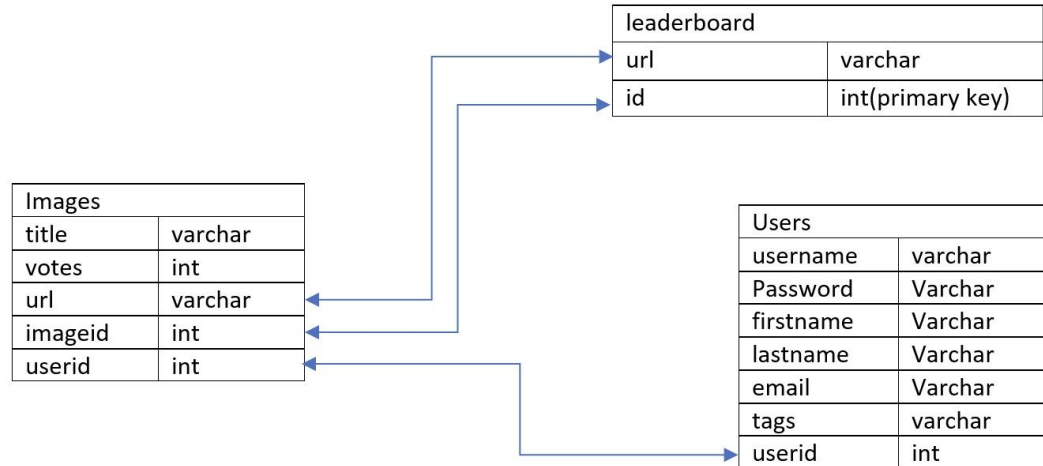 leaderboard
url varchar
id int(primary key)
Images
title varchar
votes int
url varchar
imageid int
userid int
Users
username varchar
Password Varchar
firstname Varchar
lastname Varchar
email Varchar
tags varchar
userid int